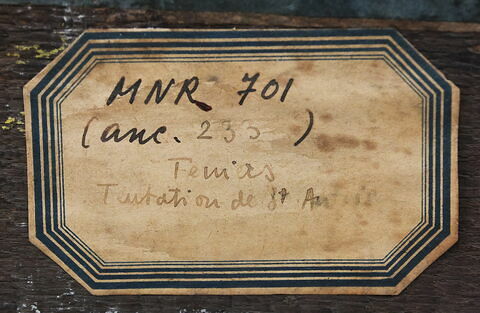 MNR 701
(anc. 233)
Teniers
Tentation de St